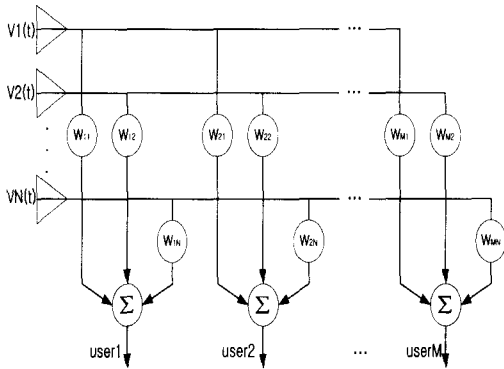 V1(t)
...
V2(t)
...
W11 W12 W21 W22 WM1 WM2
VN(t)
...
W1N W2N WMN
Σ Σ Σ
user1 user2 ... userM